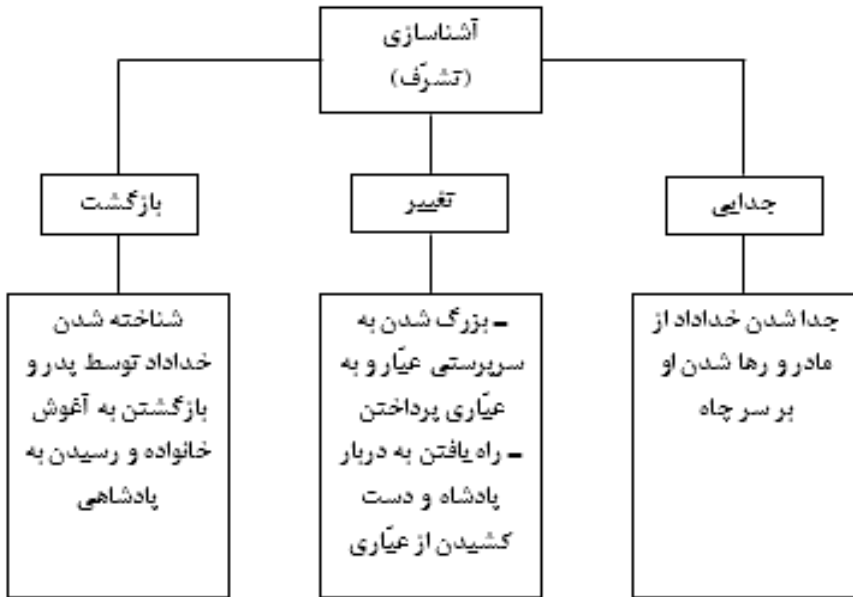 آشناسازی
(تشرّف)
جدایی
تغییر
بازگشت
جدا شدن خداداد از
مادر و رها شدن او
بر سر چاه
- بزرگ شدن به
سرپرستی عیّار و به
عیّاری پرداختن
- راه یافتن به دربار
پادشاه و دست
کشیدن از عیّاری
شناخته شدن
خداداد توسط پدر و
بازگشتن به آغوش
خانواده و رسیدن به
پادشاهی